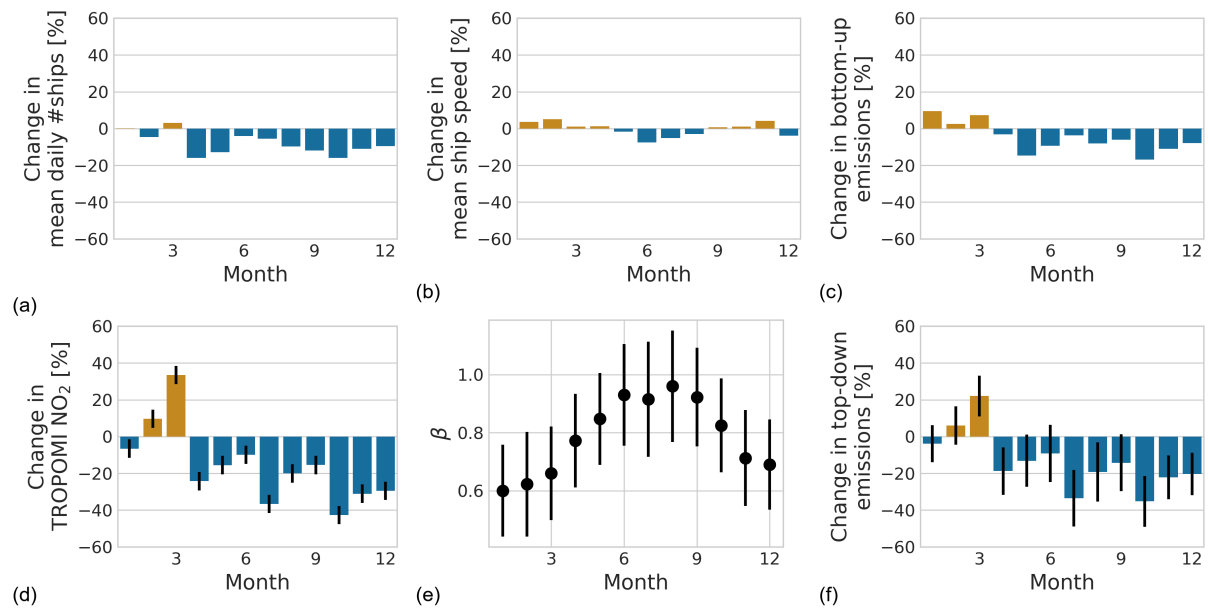 Change in
mean daily #ships [%]
60
40
20
0
−20
−40
−60
3
6
9
12
Month
(a)
Change in
mean ship speed [%]
60
40
20
0
−20
−40
−60
3
6
9
12
Month
(b)
Change in bottom-up
emissions [%]
60
40
20
0
−20
−40
−60
3
6
9
12
Month
(c)
Change in
TROPOMI NO₂ [%]
60
40
20
0
−20
−40
−60
3
6
9
12
Month
(d)
β
1.0
0.8
0.6
3
6
9
12
Month
(e)
Change in top-down
emissions [%]
60
40
20
0
−20
−40
−60
3
6
9
12
Month
(f)